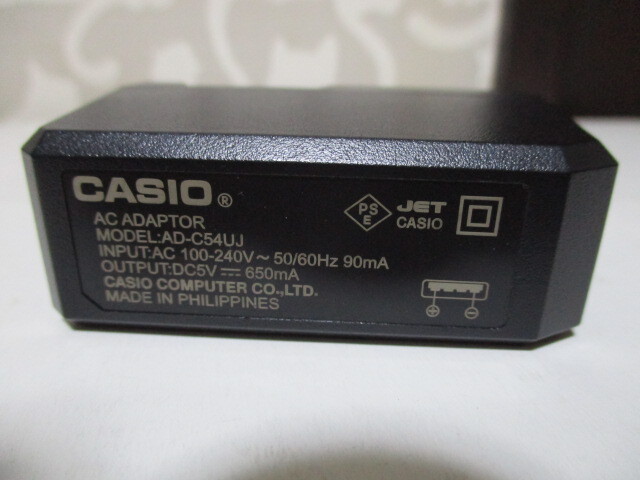 CASIO®
AC ADAPTOR
MODEL:AD-C54UJ
INPUT:AC 100-240V～50/60Hz 90mA
OUTPUT:DC5V⎓650mA
CASIO COMPUTER CO.,LTD.
MADE IN PHILIPPINES
PS
E
JET
CASIO
⊕ ⊖